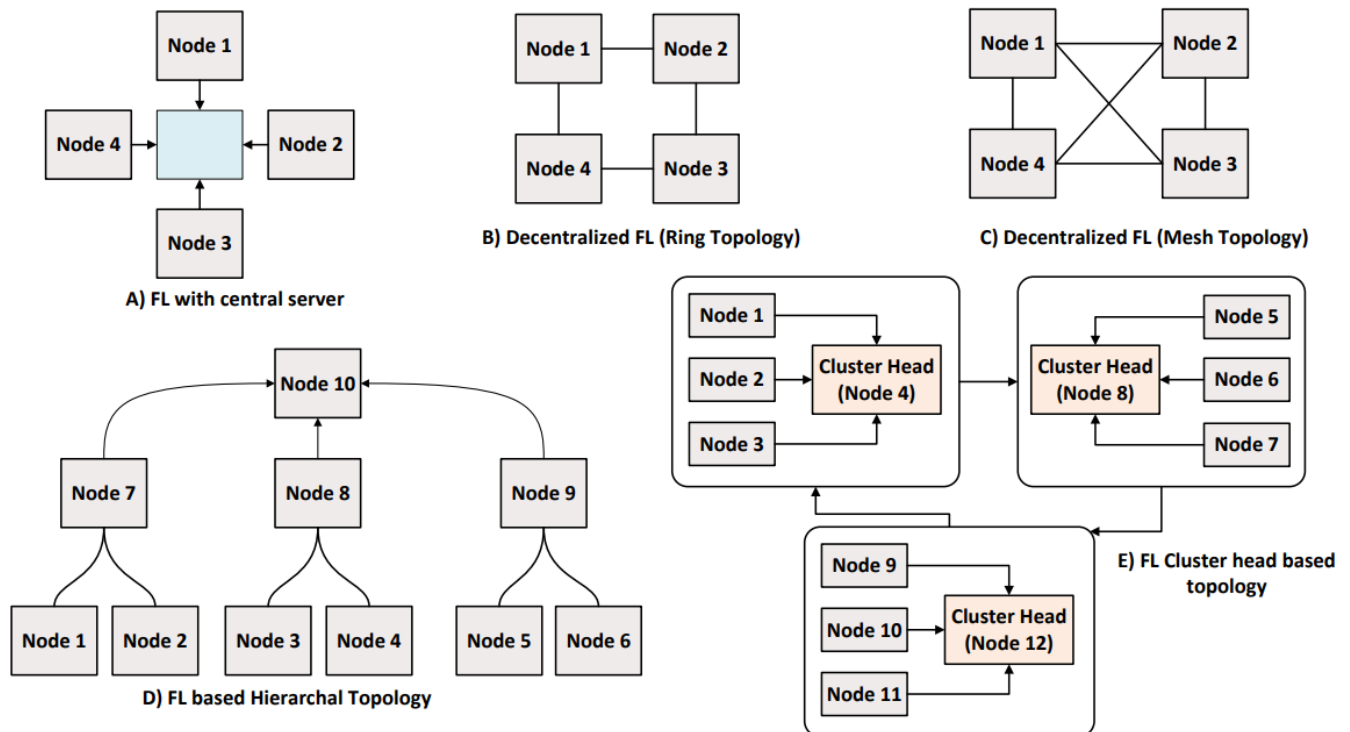 Node 1
Node 4
Node 2
Node 3
A) FL with central server
Node 1
Node 2
Node 4
Node 3
B) Decentralized FL (Ring Topology)
Node 1
Node 2
Node 4
Node 3
C) Decentralized FL (Mesh Topology)
Node 10
Node 7
Node 8
Node 9
Node 1
Node 2
Node 3
Node 4
Node 5
Node 6
D) FL based Hierarchal Topology
Node 1
Node 2
Node 3
Cluster Head
(Node 4)
Node 5
Node 6
Node 7
Cluster Head
(Node 8)
Node 9
Node 10
Node 11
Cluster Head
(Node 12)
E) FL Cluster head based
topology